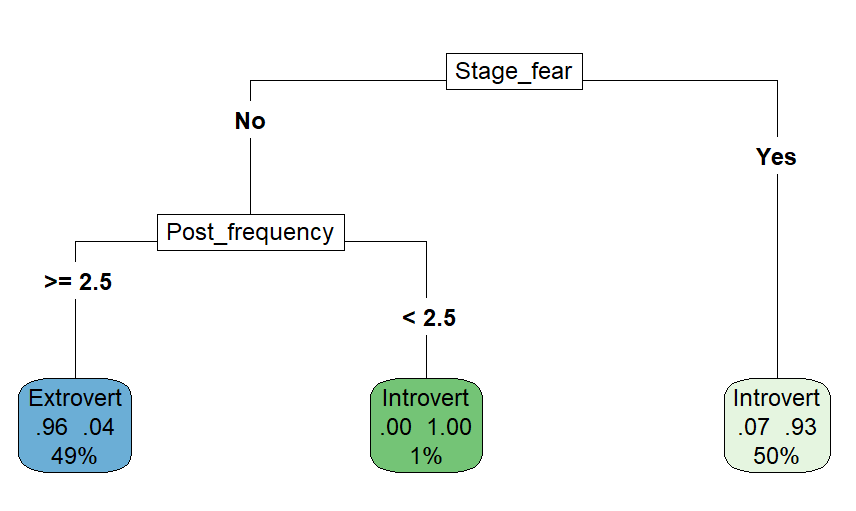 Stage_fear
No
Yes
Post_frequency
>= 2.5
< 2.5
Extrovert
.96 .04
49%
Introvert
.00 1.00
1%
Introvert
.07 .93
50%